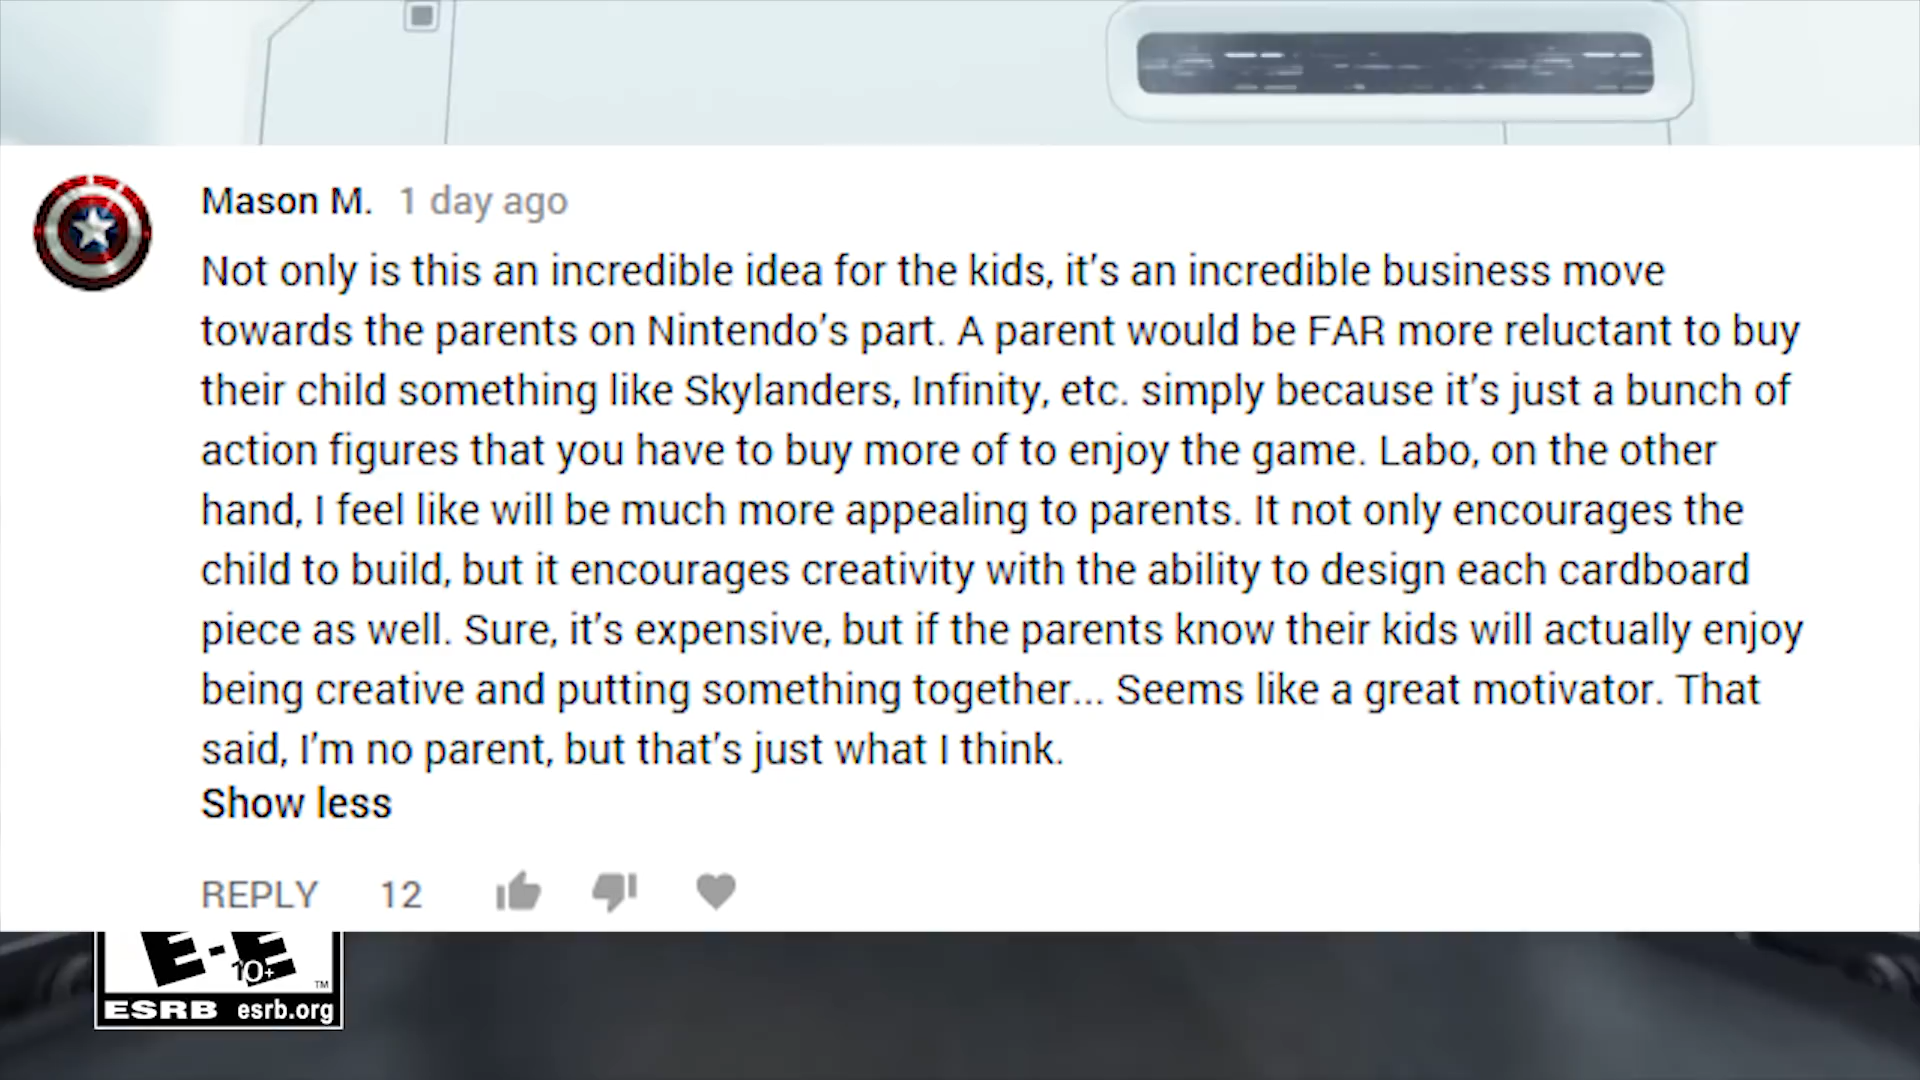 Mason M. 1 day ago
Not only is this an incredible idea for the kids, it's an incredible business move
towards the parents on Nintendo's part. A parent would be FAR more reluctant to buy
their child something like Skylanders, Infinity, etc. simply because it's just a bunch of
action figures that you have to buy more of to enjoy the game. Labo, on the other
hand, I feel like will be much more appealing to parents. It not only encourages the
child to build, but it encourages creativity with the ability to design each cardboard
piece as well. Sure, it's expensive, but if the parents know their kids will actually enjoy
being creative and putting something together... Seems like a great motivator. That
said, I'm no parent, but that's just what I think.
Show less
REPLY 12
E-E
10+
TM
ESRB esrb.org